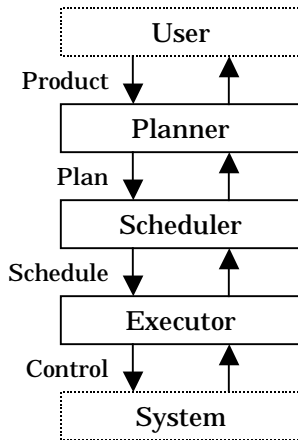 User
Product
Planner
Plan
Scheduler
Schedule
Executor
Control
System